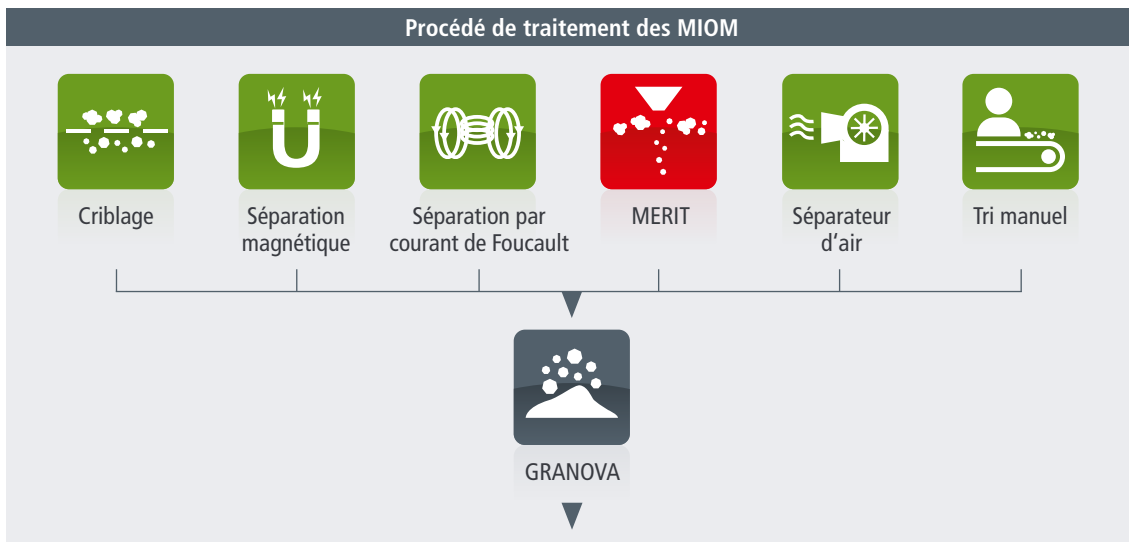 Procédé de traitement des MIOM
Criblage
Séparation
magnétique
Séparation par
courant de Foucault
MERIT
Séparateur
d’air
Tri manuel
GRANOVA